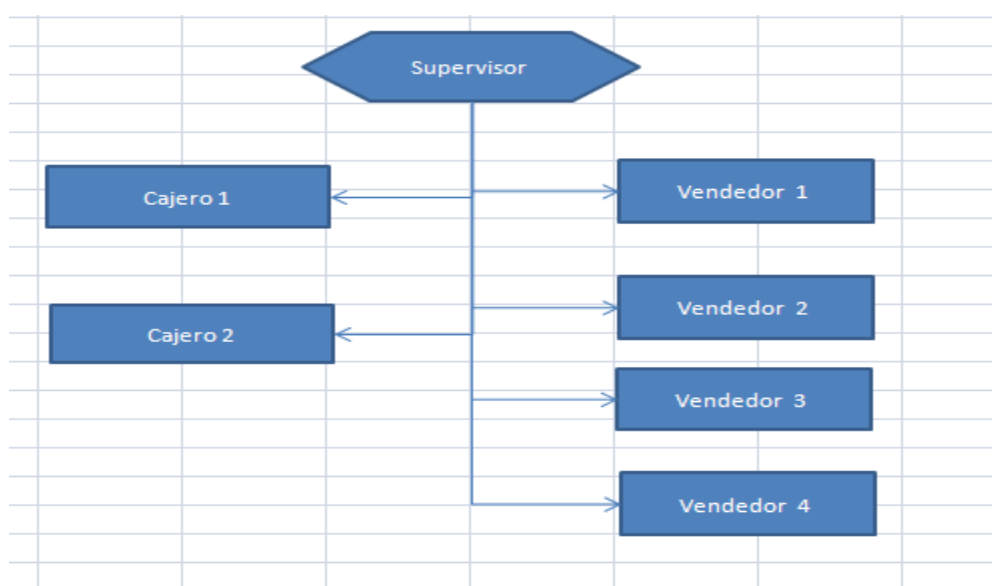 Supervisor
Cajero 1
Vendedor 1
Vendedor 2
Cajero 2
Vendedor 3
Vendedor 4